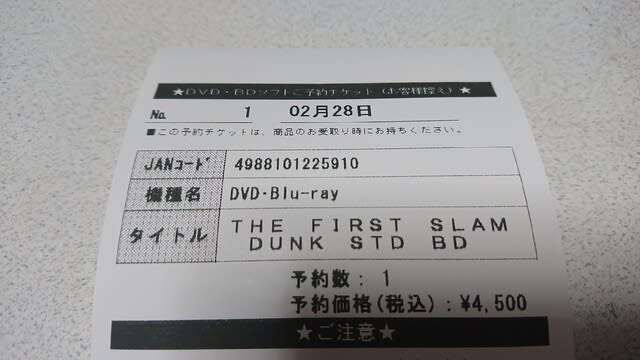 ★DVD・BDソフトご予約チケット(お客様控え)★
No. 1 02月28日
■この予約チケットは、商品のお受取り時にお持ちください。
JANコード 4988101225910
機種名 DVD・Blu-ray
タイトル THE FIRST SLAM
DUNK STD BD
予約数: 1
予約価格(税込):¥4,500
★ご注意★